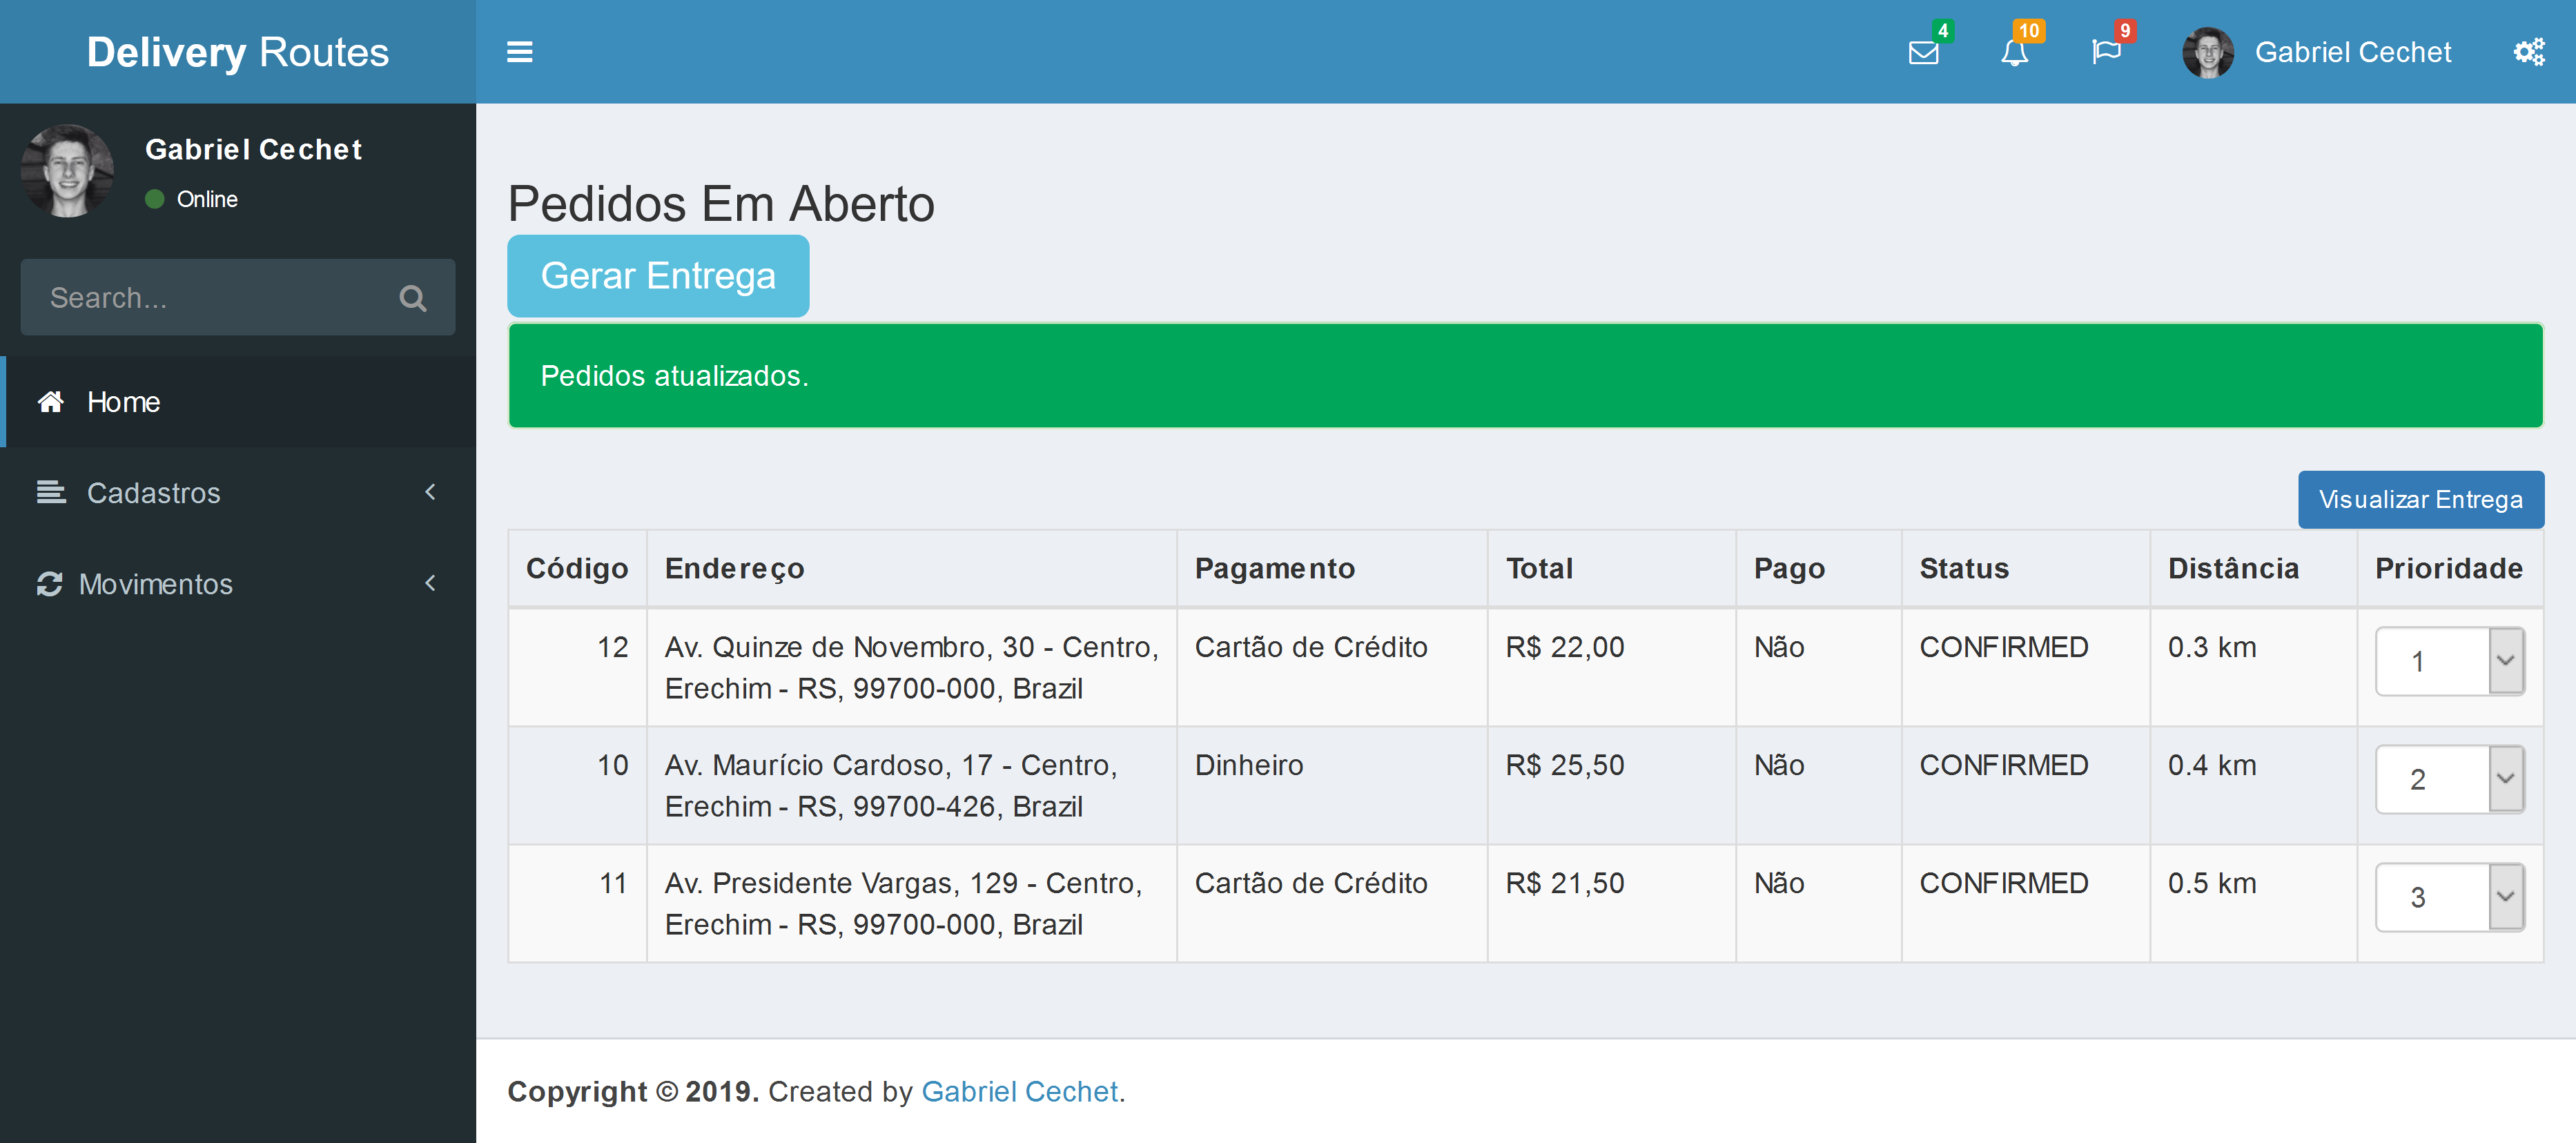 Delivery Routes
4
10
9
Gabriel Cechet
Gabriel Cechet
Online
Search...
Home
Cadastros
Movimentos
Pedidos Em Aberto
Gerar Entrega
Pedidos atualizados.
Visualizar Entrega
Código Endereço Pagamento Total Pago Status Distância Prioridade
12 Av. Quinze de Novembro, 30 - Centro, Cartão de Crédito R$ 22,00 Não CONFIRMED 0.3 km 1
Erechim - RS, 99700-000, Brazil
10 Av. Maurício Cardoso, 17 - Centro, Dinheiro R$ 25,50 Não CONFIRMED 0.4 km 2
Erechim - RS, 99700-426, Brazil
11 Av. Presidente Vargas, 129 - Centro, Cartão de Crédito R$ 21,50 Não CONFIRMED 0.5 km 3
Erechim - RS, 99700-000, Brazil
Copyright © 2019. Created by Gabriel Cechet.